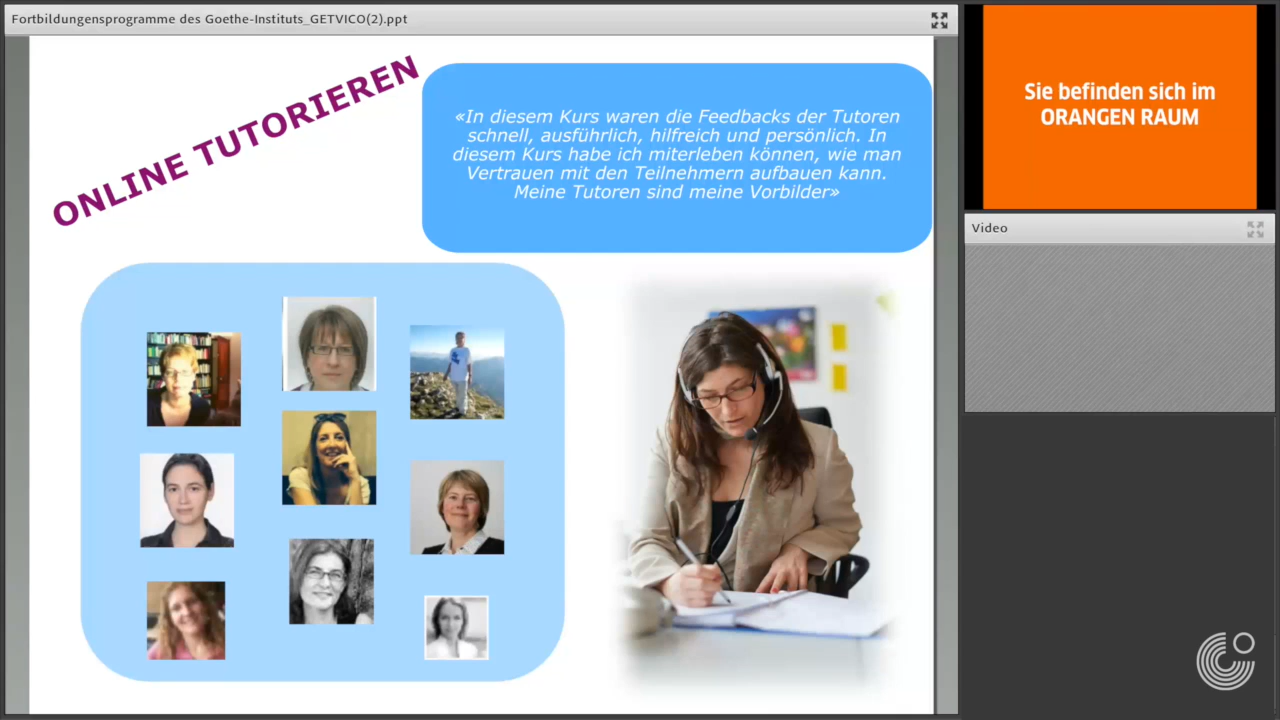 Fortbildungensprogramme des Goethe-Instituts_GETVICO(2).ppt
ONLINE TUTORIEREN
«In diesem Kurs waren die Feedbacks der Tutoren
schnell, ausführlich, hilfreich und persönlich. In
diesem Kurs habe ich miterleben können, wie man
Vertrauen mit den Teilnehmern aufbauen kann.
Meine Tutoren sind meine Vorbilder»
Sie befinden sich im
ORANGEN RAUM
Video